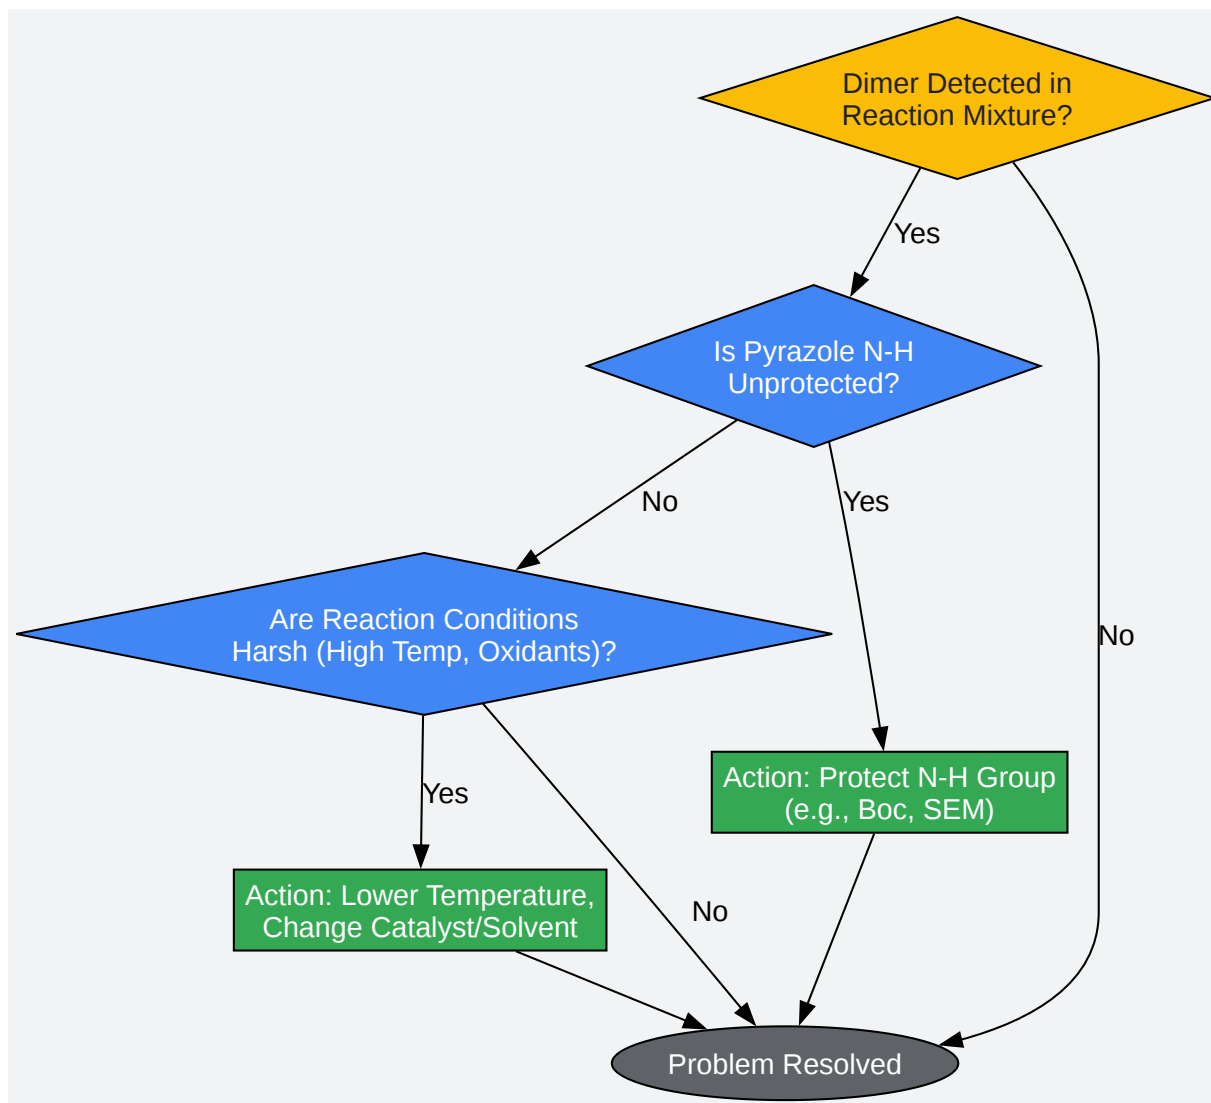 Dimer Detected in
Reaction Mixture?
Yes
Is Pyrazole N-H
Unprotected?
No
Yes
Are Reaction Conditions
Harsh (High Temp, Oxidants)?
No
Yes
Action: Protect N-H Group
(e.g., Boc, SEM)
Action: Lower Temperature,
Change Catalyst/Solvent
No
Problem Resolved